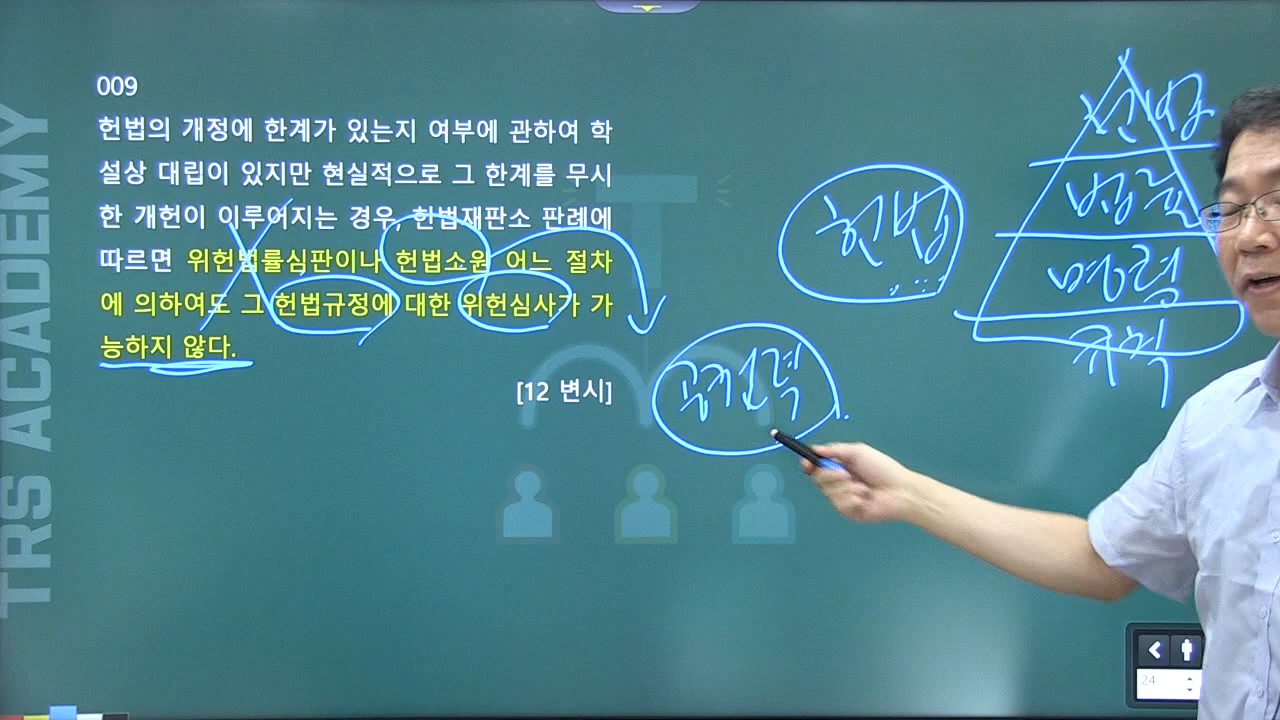 009
헌법의 개정에 한계가 있는지 여부에 관하여 학
설상 대립이 있지만 현실적으로 그 한계를 무시
한 개헌이 이루어지는 경우, 헌법재판소 판례에
따르면 위헌법률심판이나 헌법소원 어느 절차
에 의하여도 그 헌법규정에 대한 위헌심사가 가
능하지 않다.
[12 변시]
헌법
공권력
헌법
법률
명령
규칙
TRS ACADEMY
24